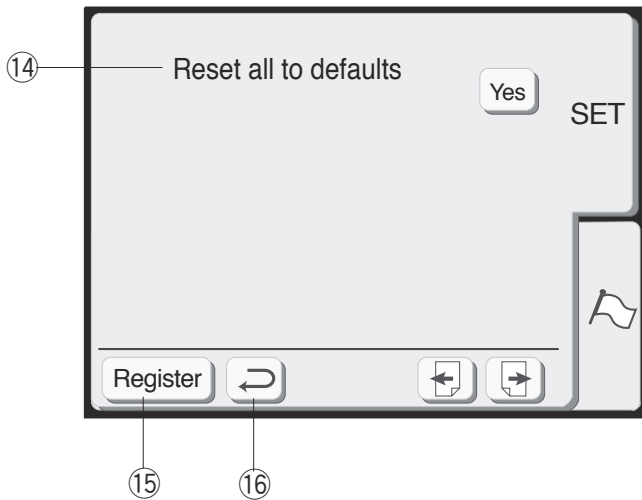 ⑭ Reset all to defaults
Yes
SET
Register
⑮ ⑯